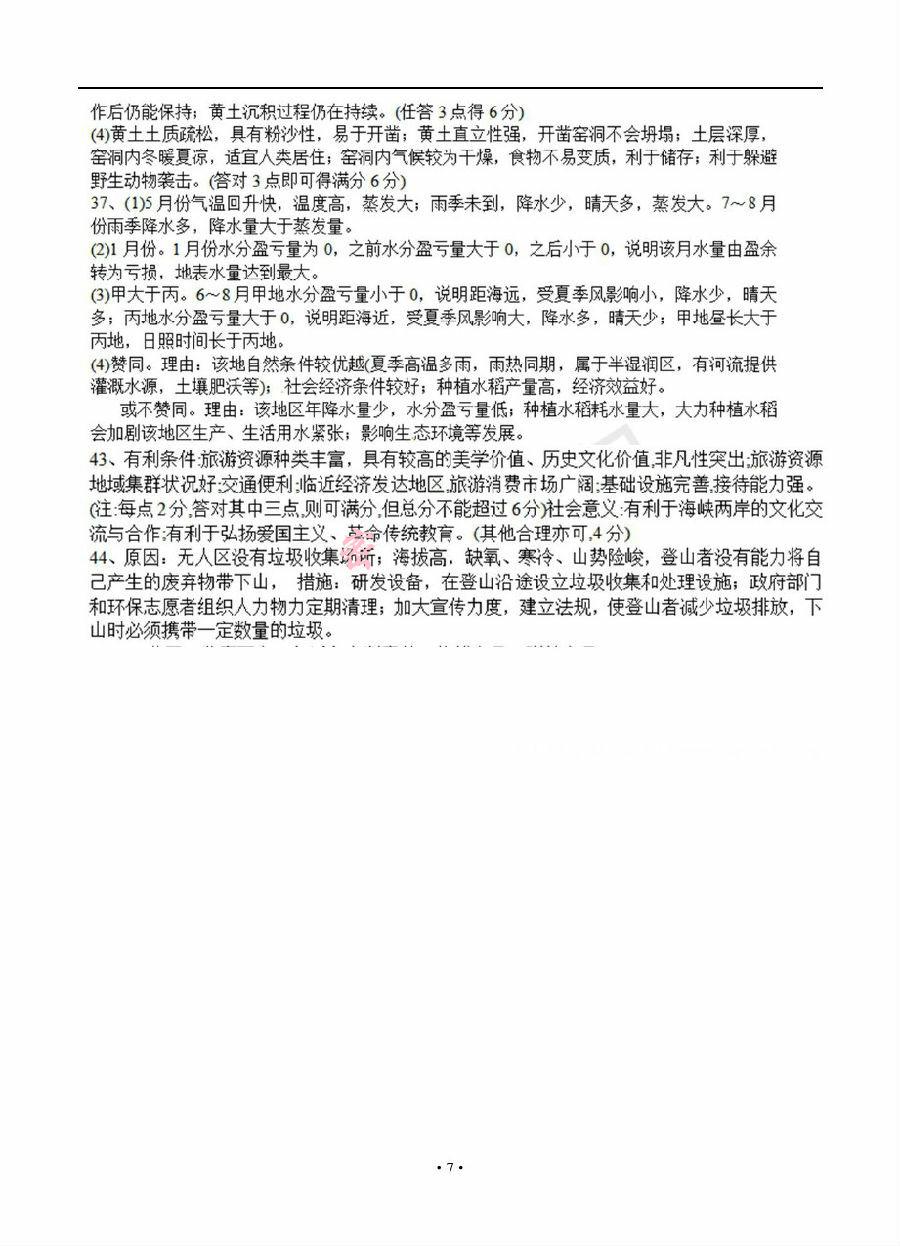 作后仍能保持；黄土沉积过程仍在持续。(任答 3 点得 6 分)
(4)黄土土质疏松，具有粉沙性，易于开凿；黄土直立性强，开凿窑洞不会坍塌；土层深厚，
窑洞内冬暖夏凉，适宜人类居住；窑洞内气候较为干燥，食物不易变质，利于储存；利于躲避
野生动物袭击。(答对 3 点即可得满分 6 分)
37、(1)5 月份气温回升快，温度高，蒸发大；雨季未到，降水少，晴天多，蒸发大。7～8 月
份雨季降水多，降水量大于蒸发量。
(2)1 月份。1 月份水分盈亏量为 0，之前水分盈亏量大于 0，之后小于 0，说明该月水量由盈余
转为亏损，地表水量达到最大。
(3)甲大于丙。6～8 月甲地水分盈亏量小于 0，说明距海远，受夏季风影响小，降水少，晴天
多；丙地水分盈亏量大于 0，说明距海近，受夏季风影响大，降水多，晴天少；甲地昼长大于
丙地，日照时间长于丙地。
(4)赞同。理由：该地自然条件较优越(夏季高温多雨，雨热同期，属于半湿润区，有河流提供
灌溉水源，土壤肥沃等)；社会经济条件较好；种植水稻产量高，经济效益好。
或不赞同。理由：该地区年降水量少，水分盈亏量低；种植水稻耗水量大，大力种植水稻
会加剧该地区生产、生活用水紧张；影响生态环境等发展。
43、有利条件:旅游资源种类丰富，具有较高的美学价值、历史文化价值,非凡性突出;旅游资源
地域集群状况好;交通便利;临近经济发达地区,旅游消费市场广阔;基础设施完善,接待能力强。
(注:每点 2 分,答对其中三点,则可满分,但总分不能超过 6 分)社会意义:有利于海峡两岸的文化交
流与合作;有利于弘扬爱国主义、革命传统教育。(其他合理亦可,4 分)
44、原因：无人区没有垃圾收集场所；海拔高，缺氧、寒冷、山势险峻，登山者没有能力将自
己产生的废弃物带下山， 措施：研发设备，在登山沿途设立垃圾收集和处理设施；政府部门
和环保志愿者组织人力物力定期清理；加大宣传力度，建立法规，使登山者减少垃圾排放，下
山时必须携带一定数量的垃圾。
• 7 •